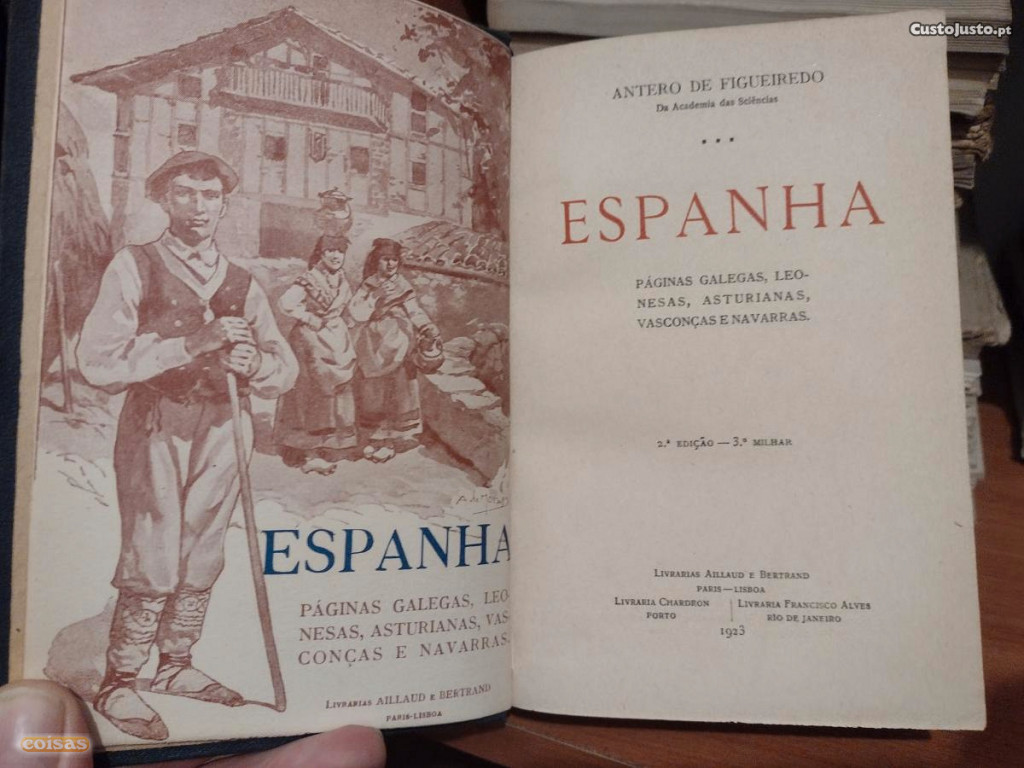 CustoJusto.pt
ESPANHA
PÁGINAS GALEGAS, LEO-
NESAS, ASTURIANAS, VAS-
CONÇAS E NAVARRAS.
LIVRARIAS AILLAUD E BERTRAND
PARIS-LISBOA
ANTERO DE FIGUEIREDO
Da Academia das Sciências
ESPANHA
PÁGINAS GALEGAS, LEO-
NESAS, ASTURIANAS,
VASCONÇAS E NAVARRAS.
2.ª EDIÇÃO — 3.º MILHAR
LIVRARIAS AILLAUD E BERTRAND
PARIS—LISBOA
LIVRARIA CHARDRON
PORTO
LIVRARIA FRANCISCO ALVES
RIO DE JANEIRO
1923
coisas